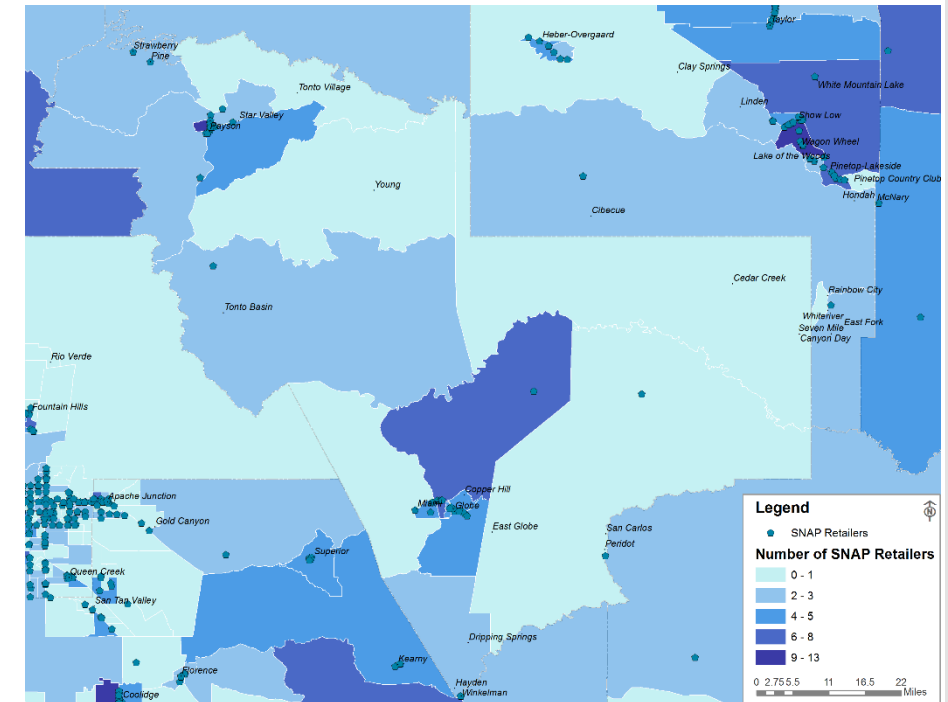 Strawberry
Pine
Heber-Overgaard
Taylor
Clay Springs
White Mountain Lake
Tonto Village
Linden
Star Valley
Show Low
Payson
Wagon Wheel
Lake of the Woods
Pinetop-Lakeside
Pinetop Country Club
Young
Hondah
McNary
Cibecue
Cedar Creek
Rainbow City
Tonto Basin
Whiteriver
East Fork
Seven Mile
Canyon Day
Rio Verde
Fountain Hills
Copper Hill
Apache Junction
Miami
Globe
Gold Canyon
East Globe
San Carlos
Peridot
Superior
Queen Creek
San Tan Valley
Dripping Springs
Kearny
Florence
Hayden
Winkelman
Coolidge
Legend
N
SNAP Retailers
Number of SNAP Retailers
0 - 1
2 - 3
4 - 5
6 - 8
9 - 13
0 2.75 5.5 11 16.5 22
Miles